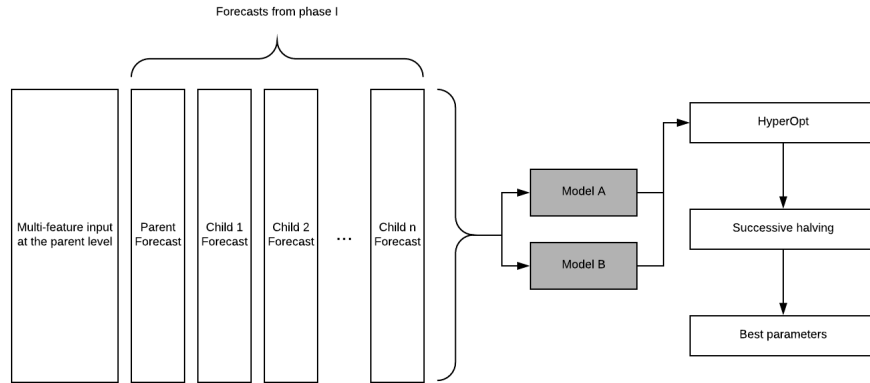 Forecasts from phase I
Multi-feature input
at the parent level
Parent
Forecast
Child 1
Forecast
Child 2
Forecast
...
Child n
Forecast
Model A
Model B
HyperOpt
Successive halving
Best parameters